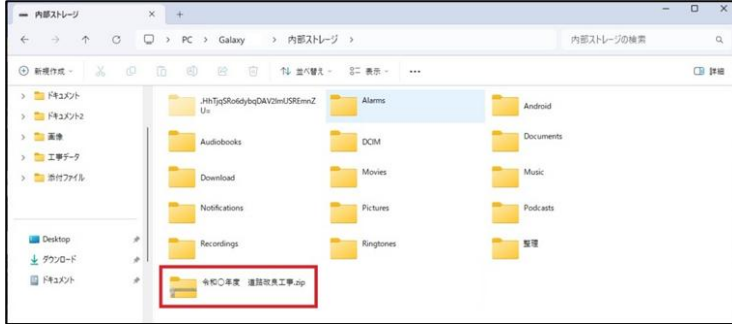 内部ストレージ
PC > Galaxy > 内部ストレージ >
内部ストレージの検索
新規作成
並べ替え
表示
詳細
ドキュメント
ドキュメント2
画像
工事データ
添付ファイル
Desktop
ダウンロード
ドキュメント
Alarms
Android
Audiobooks
DCIM
Documents
Download
Movies
Music
Notifications
Pictures
Podcasts
Recordings
Ringtones
整理
令和〇年度 道路改良工事.zip